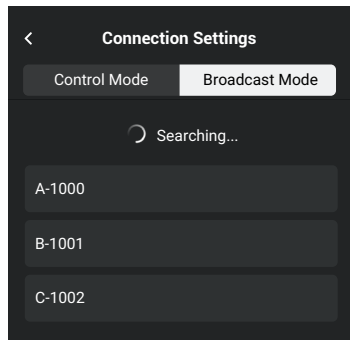 Connection Settings
Control Mode Broadcast Mode
Searching...
A-1000
B-1001
C-1002